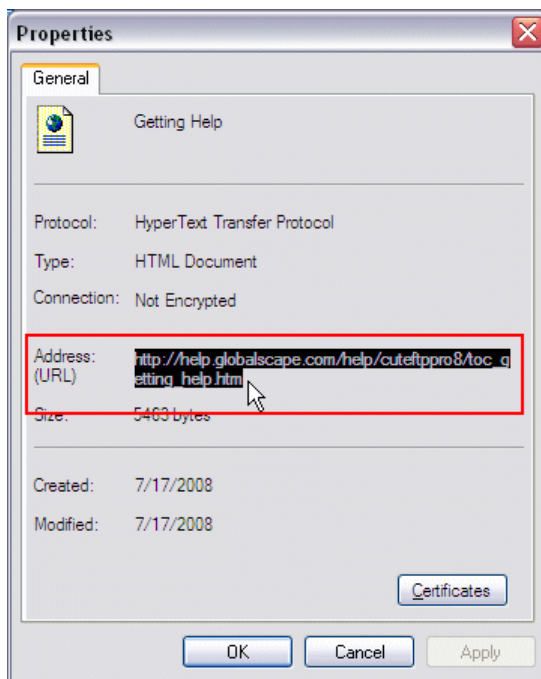 Properties
General
Getting Help
Protocol: HyperText Transfer Protocol
Type: HTML Document
Connection: Not Encrypted
Address: http://help.globalscape.com/help/cuteftppro8/toc_g
(URL) etting_help.htm
Size: 5463 bytes
Created: 7/17/2008
Modified: 7/17/2008
Certificates
OK Cancel Apply